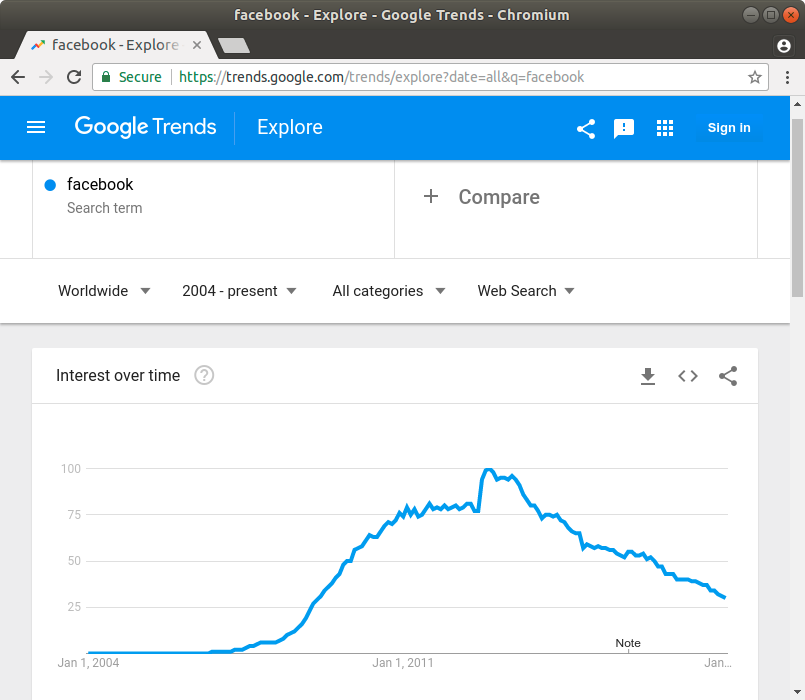 facebook - Explore - Google Trends - Chromium
facebook - Explore
Secure https://trends.google.com/trends/explore?date=all&q=facebook
Google Trends Explore Sign in
facebook
Search term
+ Compare
Worldwide 2004 - present All categories Web Search
Interest over time ?
100
75
50
25
Note
Jan 1, 2004 Jan 1, 2011 Jan...